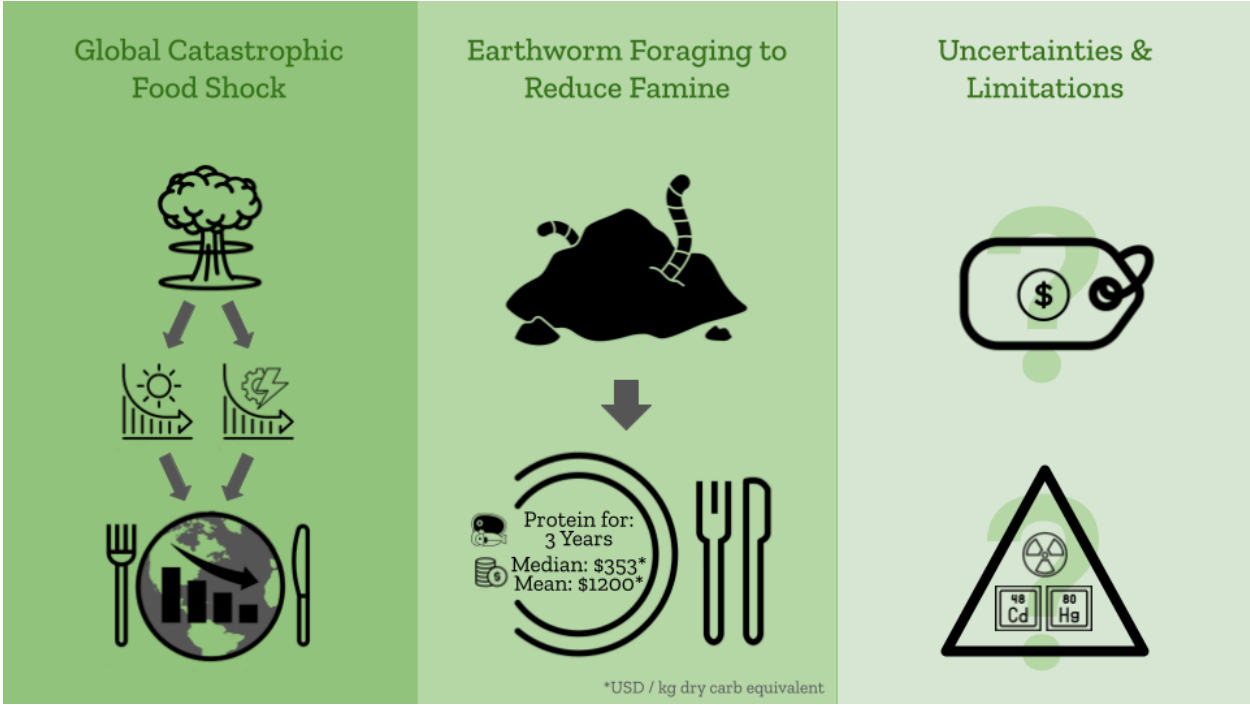 Global Catastrophic
Food Shock
Earthworm Foraging to
Reduce Famine
Protein for:
3 Years
Median: $353*
Mean: $1200*
$
*USD / kg dry carb equivalent
Uncertainties &
Limitations
?
$
?
48
Cd
80
Hg